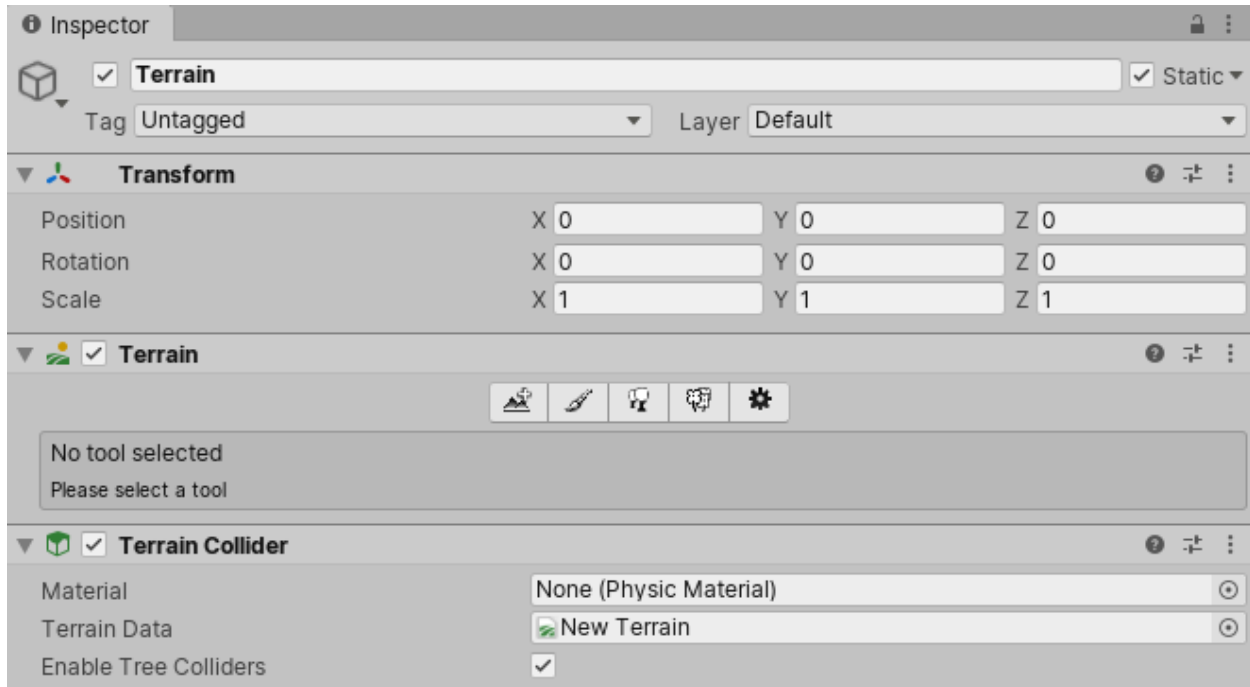 Inspector
Terrain Static
Tag Untagged Layer Default
Transform
Position X 0 Y 0 Z 0
Rotation X 0 Y 0 Z 0
Scale X 1 Y 1 Z 1
Terrain
No tool selected
Please select a tool
Terrain Collider
Material None (Physic Material)
Terrain Data New Terrain
Enable Tree Colliders